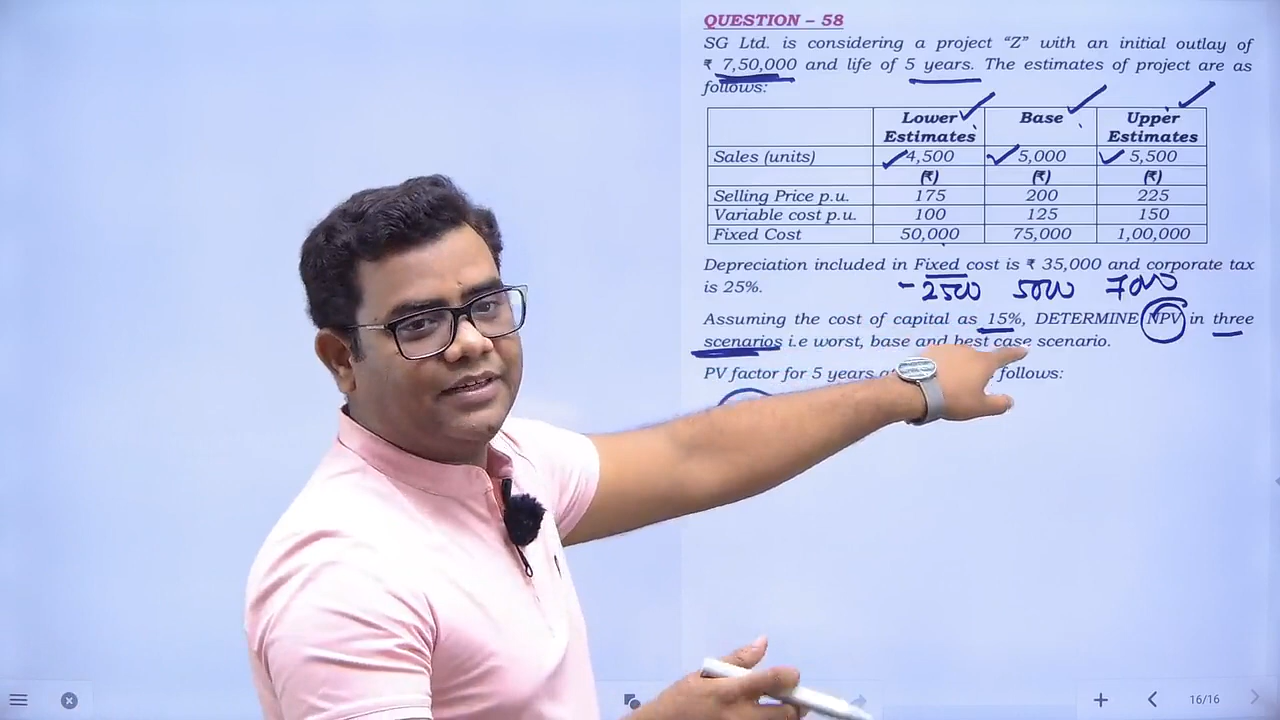 QUESTION – 58
SG Ltd. is considering a project “Z” with an initial outlay of
₹ 7,50,000 and life of 5 years. The estimates of project are as
follows:
Lower Estimates Base Upper Estimates
Sales (units) 4,500 5,000 5,500
(₹) (₹) (₹)
Selling Price p.u. 175 200 225
Variable cost p.u. 100 125 150
Fixed Cost 50,000 75,000 1,00,000
Depreciation included in Fixed cost is ₹ 35,000 and corporate tax
is 25%.
-2500 5000 7000
Assuming the cost of capital as 15%, DETERMINE NPV in three
scenarios i.e worst, base and best case scenario.
PV factor for 5 years follows:
16/16